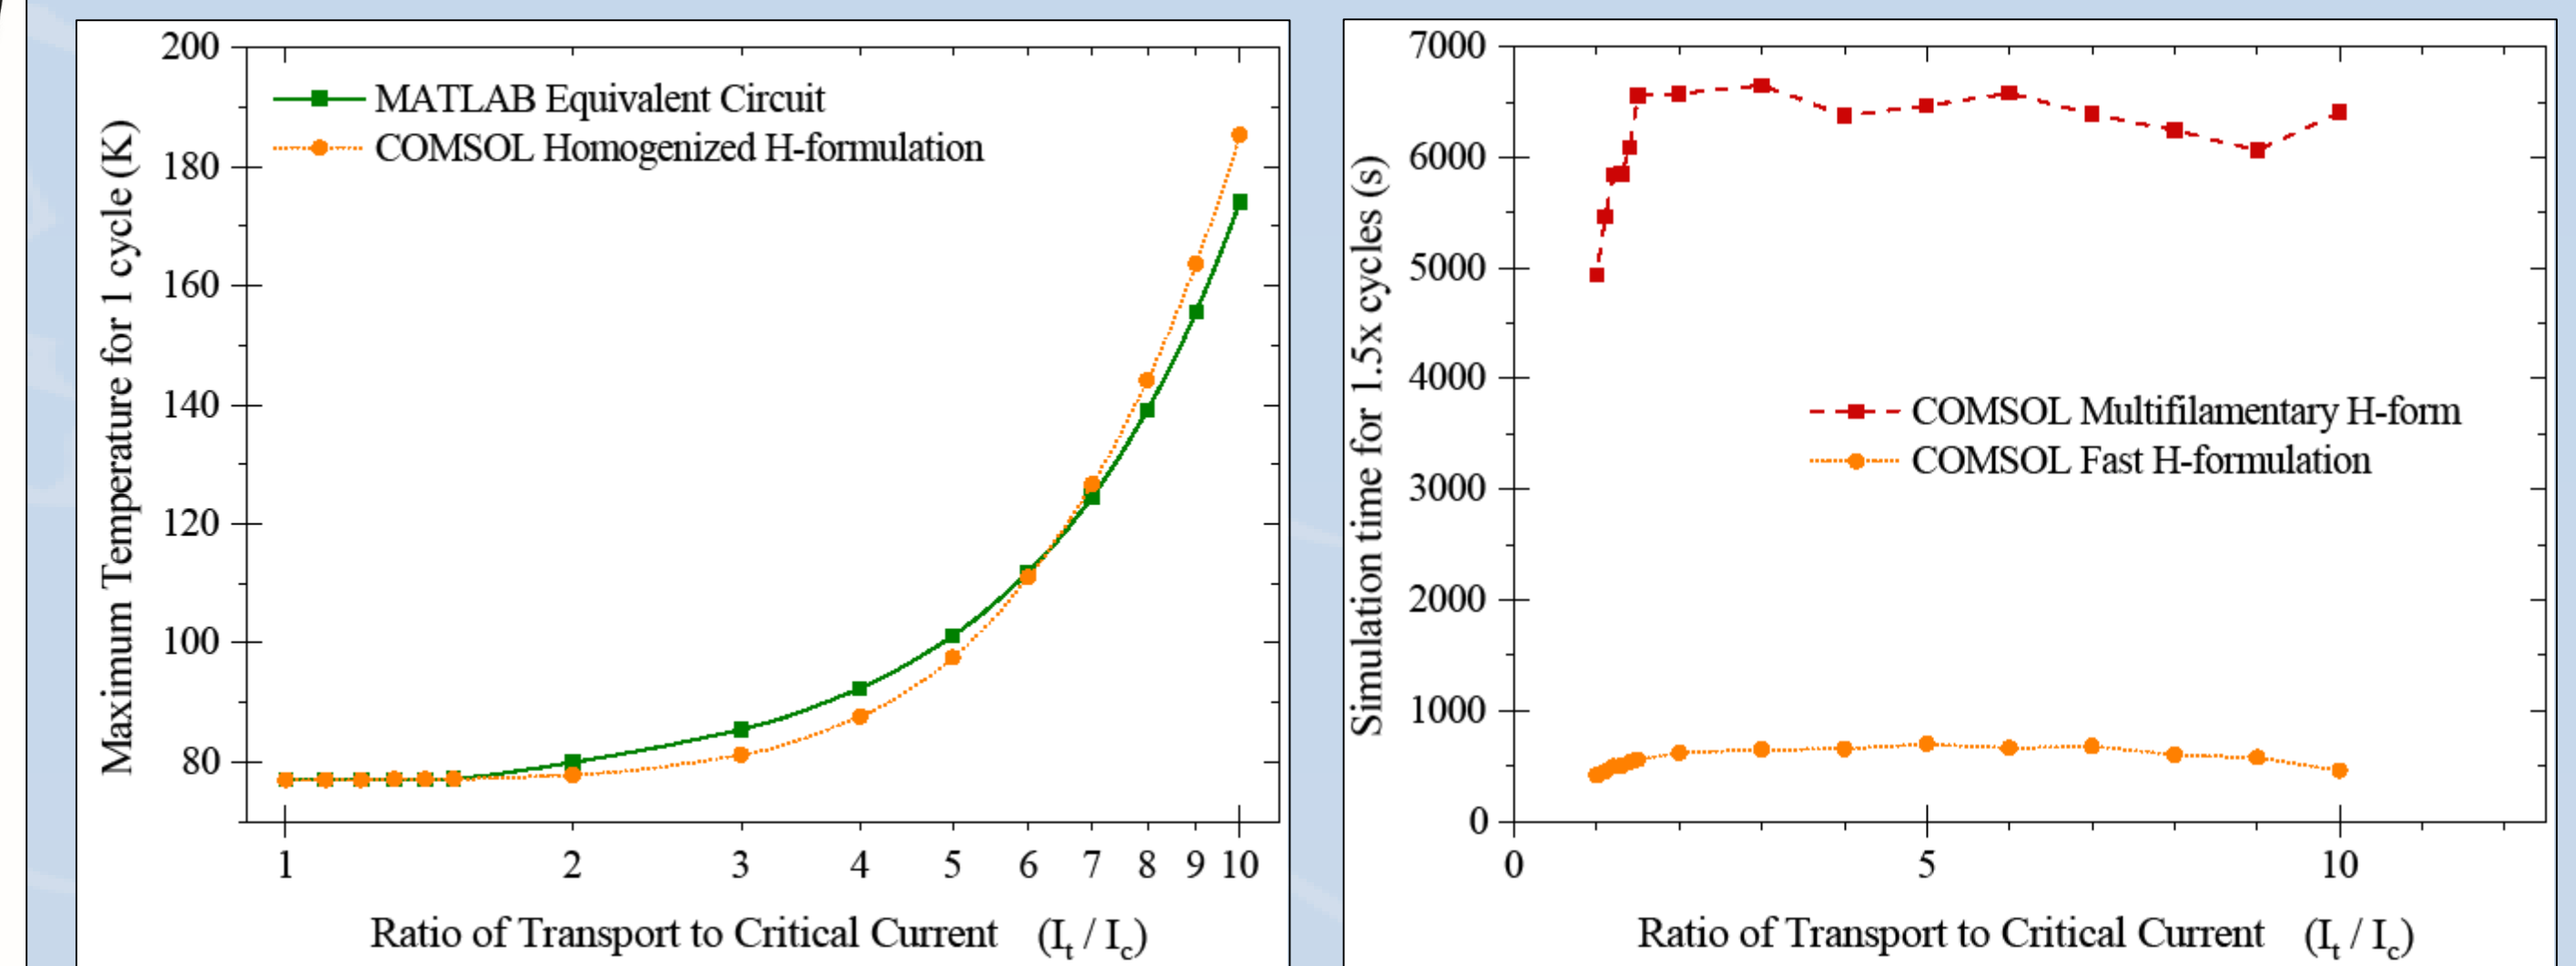 200
180
160
140
120
100
80
Maximum Temperature for 1 cycle (K)
MATLAB Equivalent Circuit
COMSOL Homogenized H-formulation
1 2 3 4 5 6 7 8 9 10
Ratio of Transport to Critical Current (It / Ic)
7000
6000
5000
4000
3000
2000
1000
0
Simulation time for 1.5x cycles (s)
COMSOL Multifilamentary H-form
COMSOL Fast H-formulation
0 5 10
Ratio of Transport to Critical Current (It / Ic)